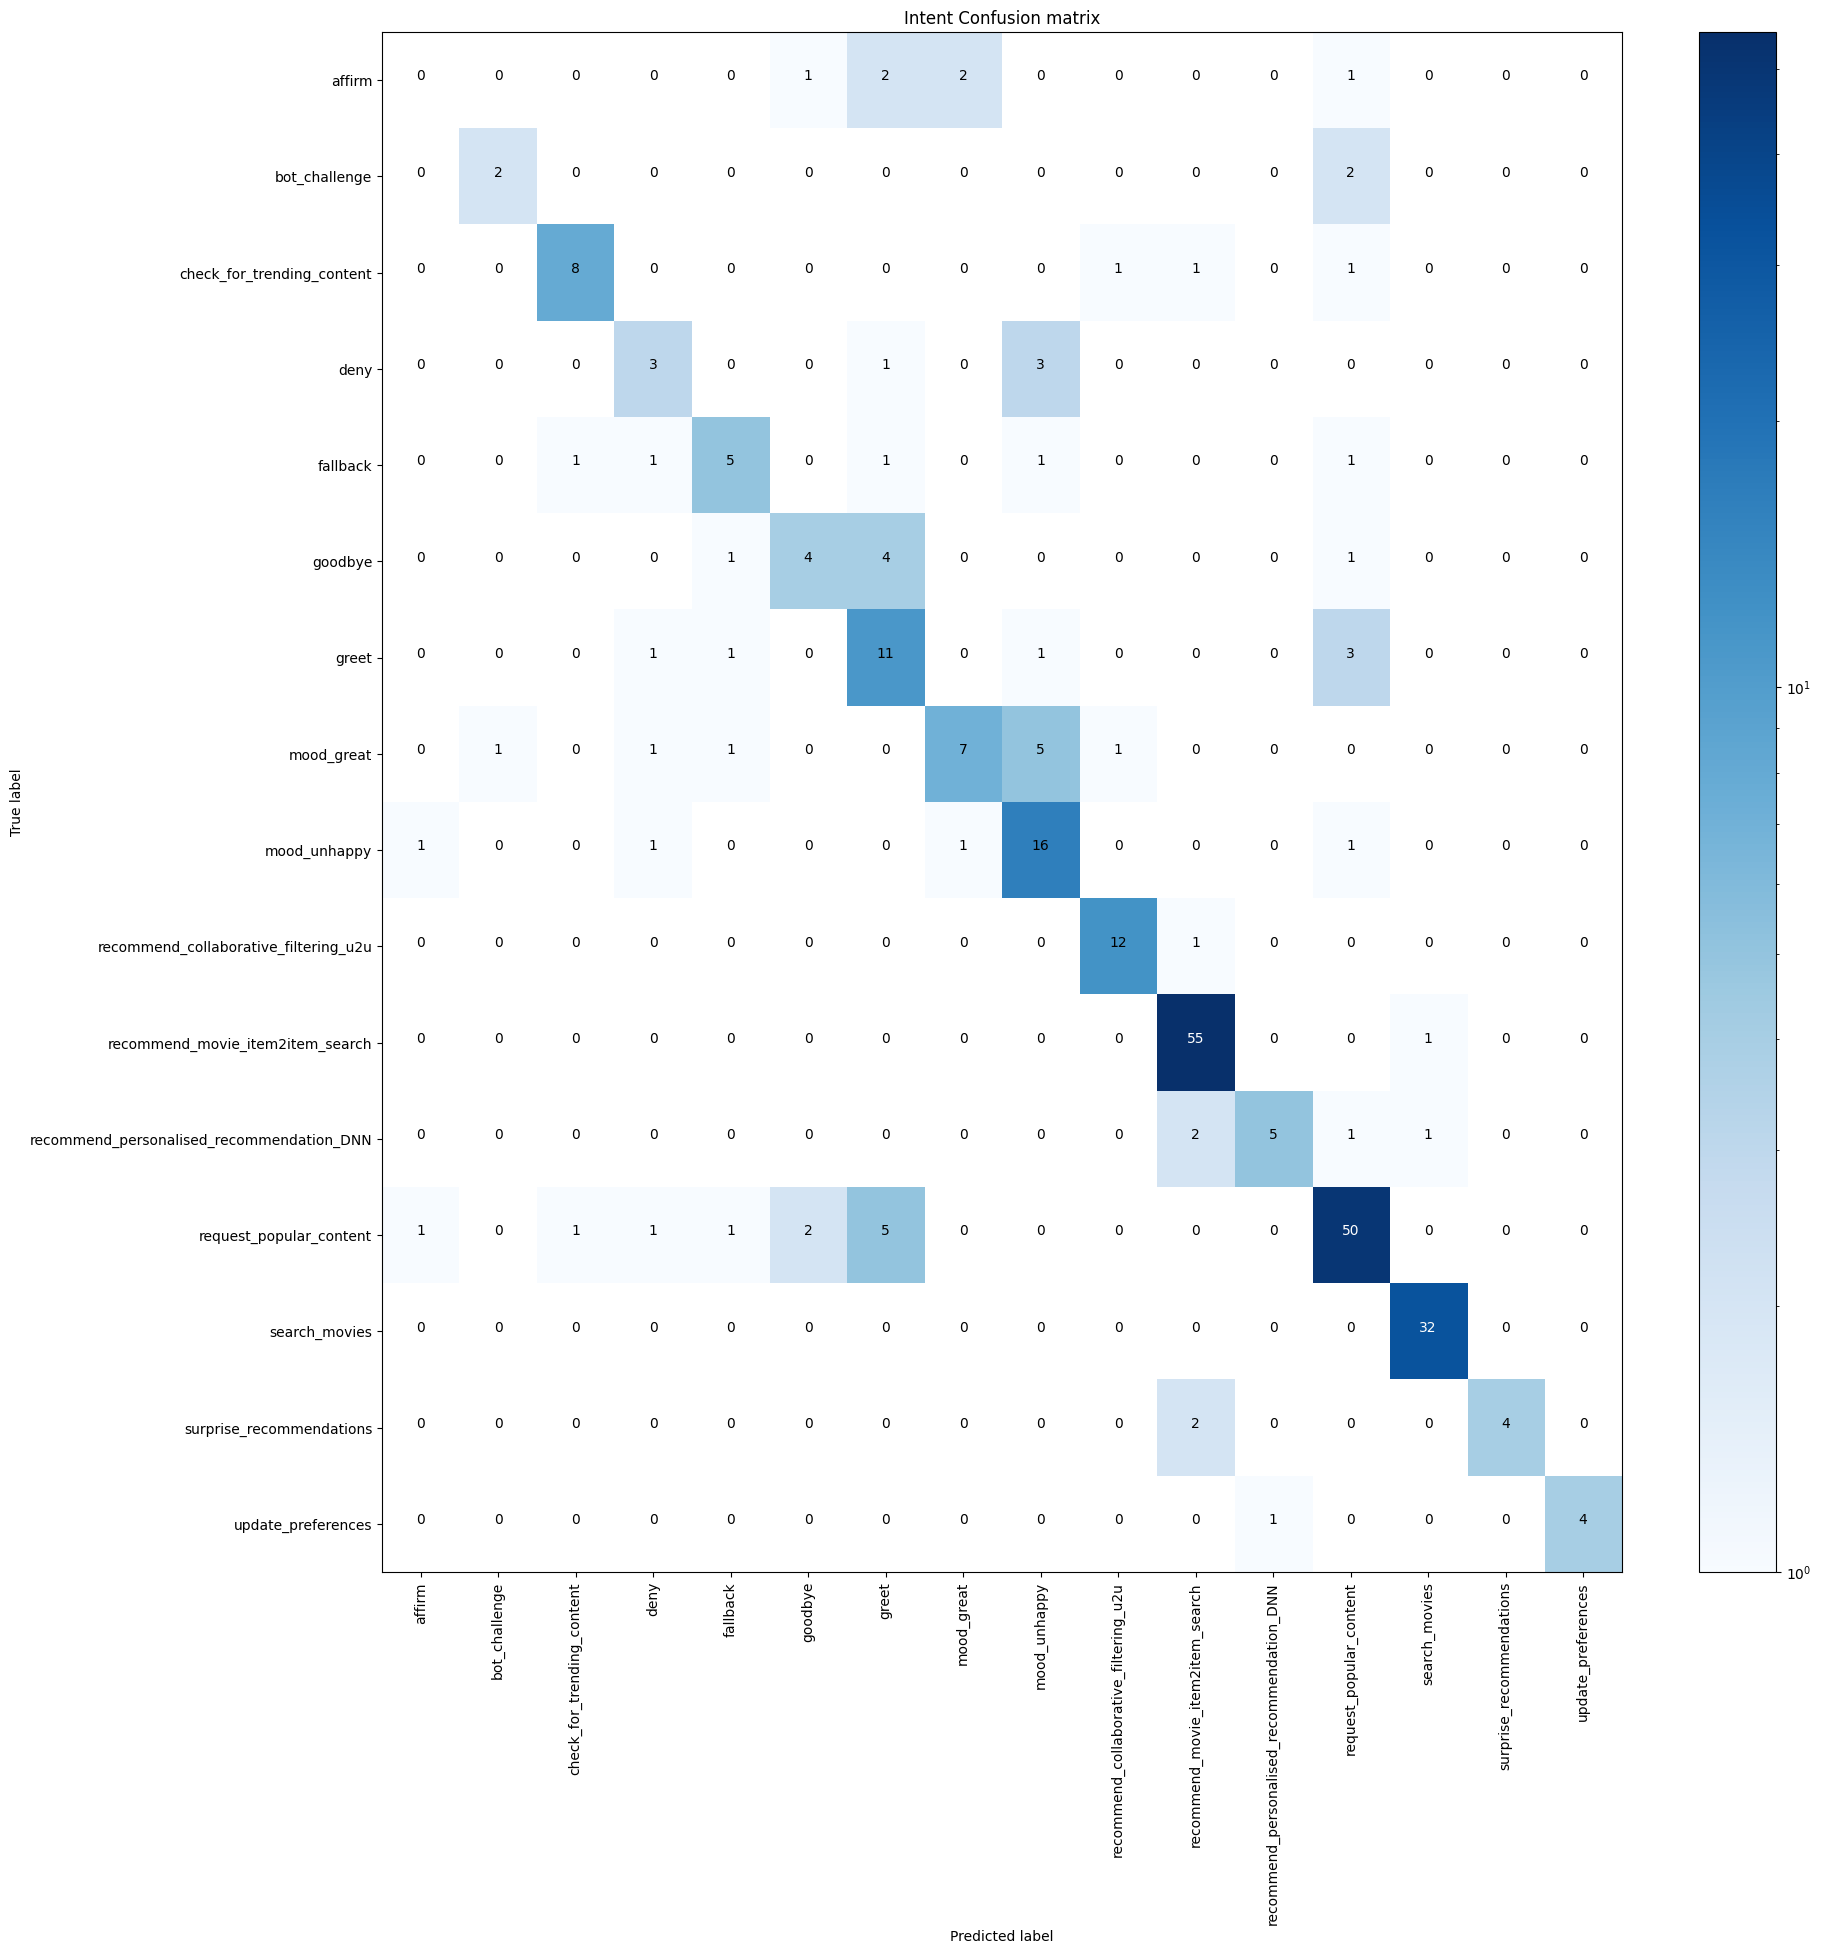 Intent Confusion matrix
True label
affirm 0 0 0 0 0 1 2 2 0 0 0 0 1 0 0 0
bot_challenge 0 2 0 0 0 0 0 0 0 0 0 0 2 0 0 0
check_for_trending_content 0 0 8 0 0 0 0 0 0 1 1 0 1 0 0 0
deny 0 0 0 3 0 0 1 0 3 0 0 0 0 0 0 0
fallback 0 0 1 1 5 0 1 0 1 0 0 0 1 0 0 0
goodbye 0 0 0 0 1 4 4 0 0 0 0 0 1 0 0 0
greet 0 0 0 1 1 0 11 0 1 0 0 0 3 0 0 0
10¹
mood_great 0 1 0 1 1 0 0 7 5 1 0 0 0 0 0 0
mood_unhappy 1 0 0 1 0 0 0 1 16 0 0 0 1 0 0 0
recommend_collaborative_filtering_u2u 0 0 0 0 0 0 0 0 0 12 1 0 0 0 0 0
recommend_movie_item2item_search 0 0 0 0 0 0 0 0 0 0 55 0 0 1 0 0
recommend_personalised_recommendation_DNN 0 0 0 0 0 0 0 0 0 0 2 5 1 1 0 0
request_popular_content 1 0 1 1 1 2 5 0 0 0 0 0 50 0 0 0
search_movies 0 0 0 0 0 0 0 0 0 0 0 0 0 32 0 0
surprise_recommendations 0 0 0 0 0 0 0 0 0 0 2 0 0 0 4 0
update_preferences 0 0 0 0 0 0 0 0 0 0 0 1 0 0 0 4
10⁰
affirm
bot_challenge
check_for_trending_content
deny
fallback
goodbye
greet
mood_great
mood_unhappy
recommend_collaborative_filtering_u2u
recommend_movie_item2item_search
recommend_personalised_recommendation_DNN
request_popular_content
search_movies
surprise_recommendations
update_preferences
Predicted label